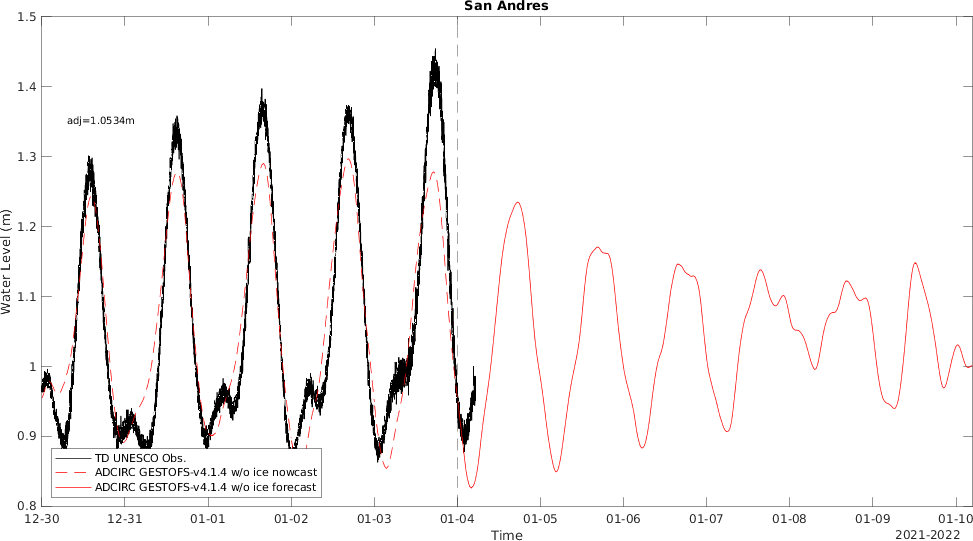 San Andres
1.5
1.4
1.3
1.2
1.1
1
0.9
0.8
Water Level (m)
adj=1.0534m
TD UNESCO Obs.
ADCIRC GESTOFS-v4.1.4 w/o ice nowcast
ADCIRC GESTOFS-v4.1.4 w/o ice forecast
12-30 12-31 01-01 01-02 01-03 01-04 01-05 01-06 01-07 01-08 01-09 01-10
Time
2021-2022